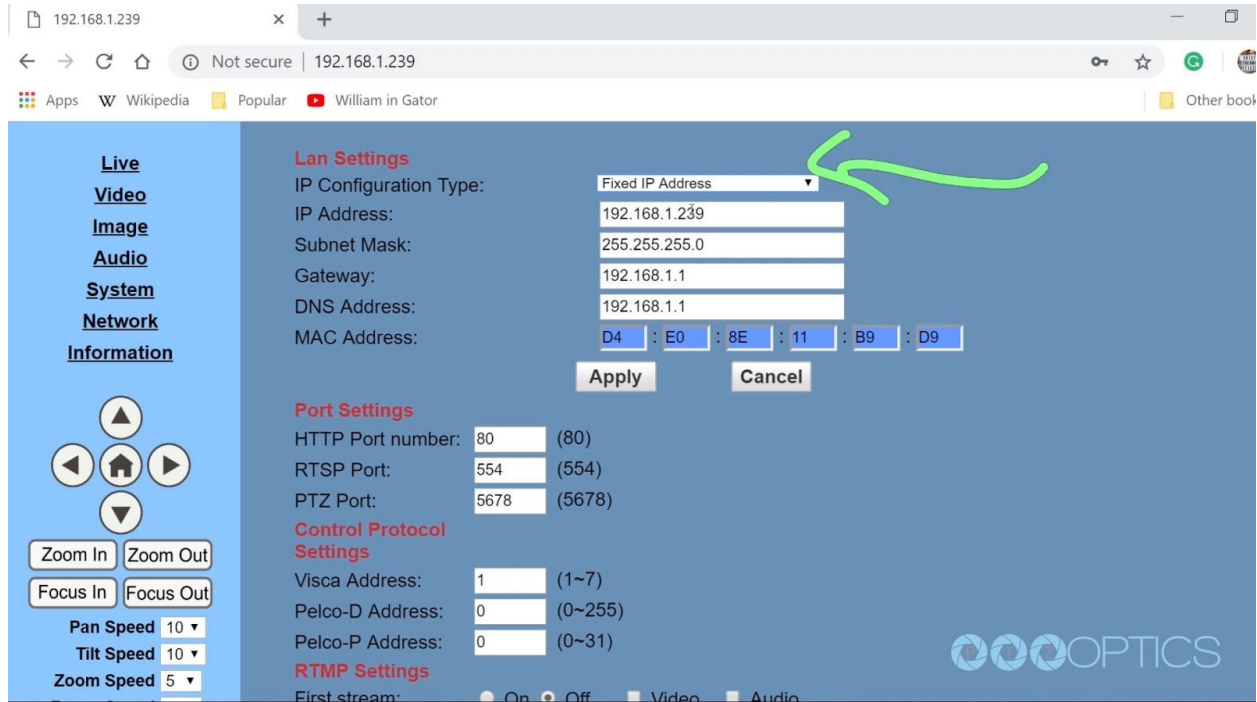 192.168.1.239
Not secure | 192.168.1.239
Apps Wikipedia Popular William in Gator Other book
Live
Video
Image
Audio
System
Network
Information
Zoom In Zoom Out
Focus In Focus Out
Pan Speed 10
Tilt Speed 10
Zoom Speed 5
Lan Settings
IP Configuration Type: Fixed IP Address
IP Address: 192.168.1.239
Subnet Mask: 255.255.255.0
Gateway: 192.168.1.1
DNS Address: 192.168.1.1
MAC Address: D4 : E0 : 8E : 11 : B9 : D9
Apply Cancel
Port Settings
HTTP Port number: 80 (80)
RTSP Port: 554 (554)
PTZ Port: 5678 (5678)
Control Protocol
Settings
Visca Address: 1 (1~7)
Pelco-D Address: 0 (0~255)
Pelco-P Address: 0 (0~31)
RTMP Settings
First stream: On Off Video Audio
OPTICS